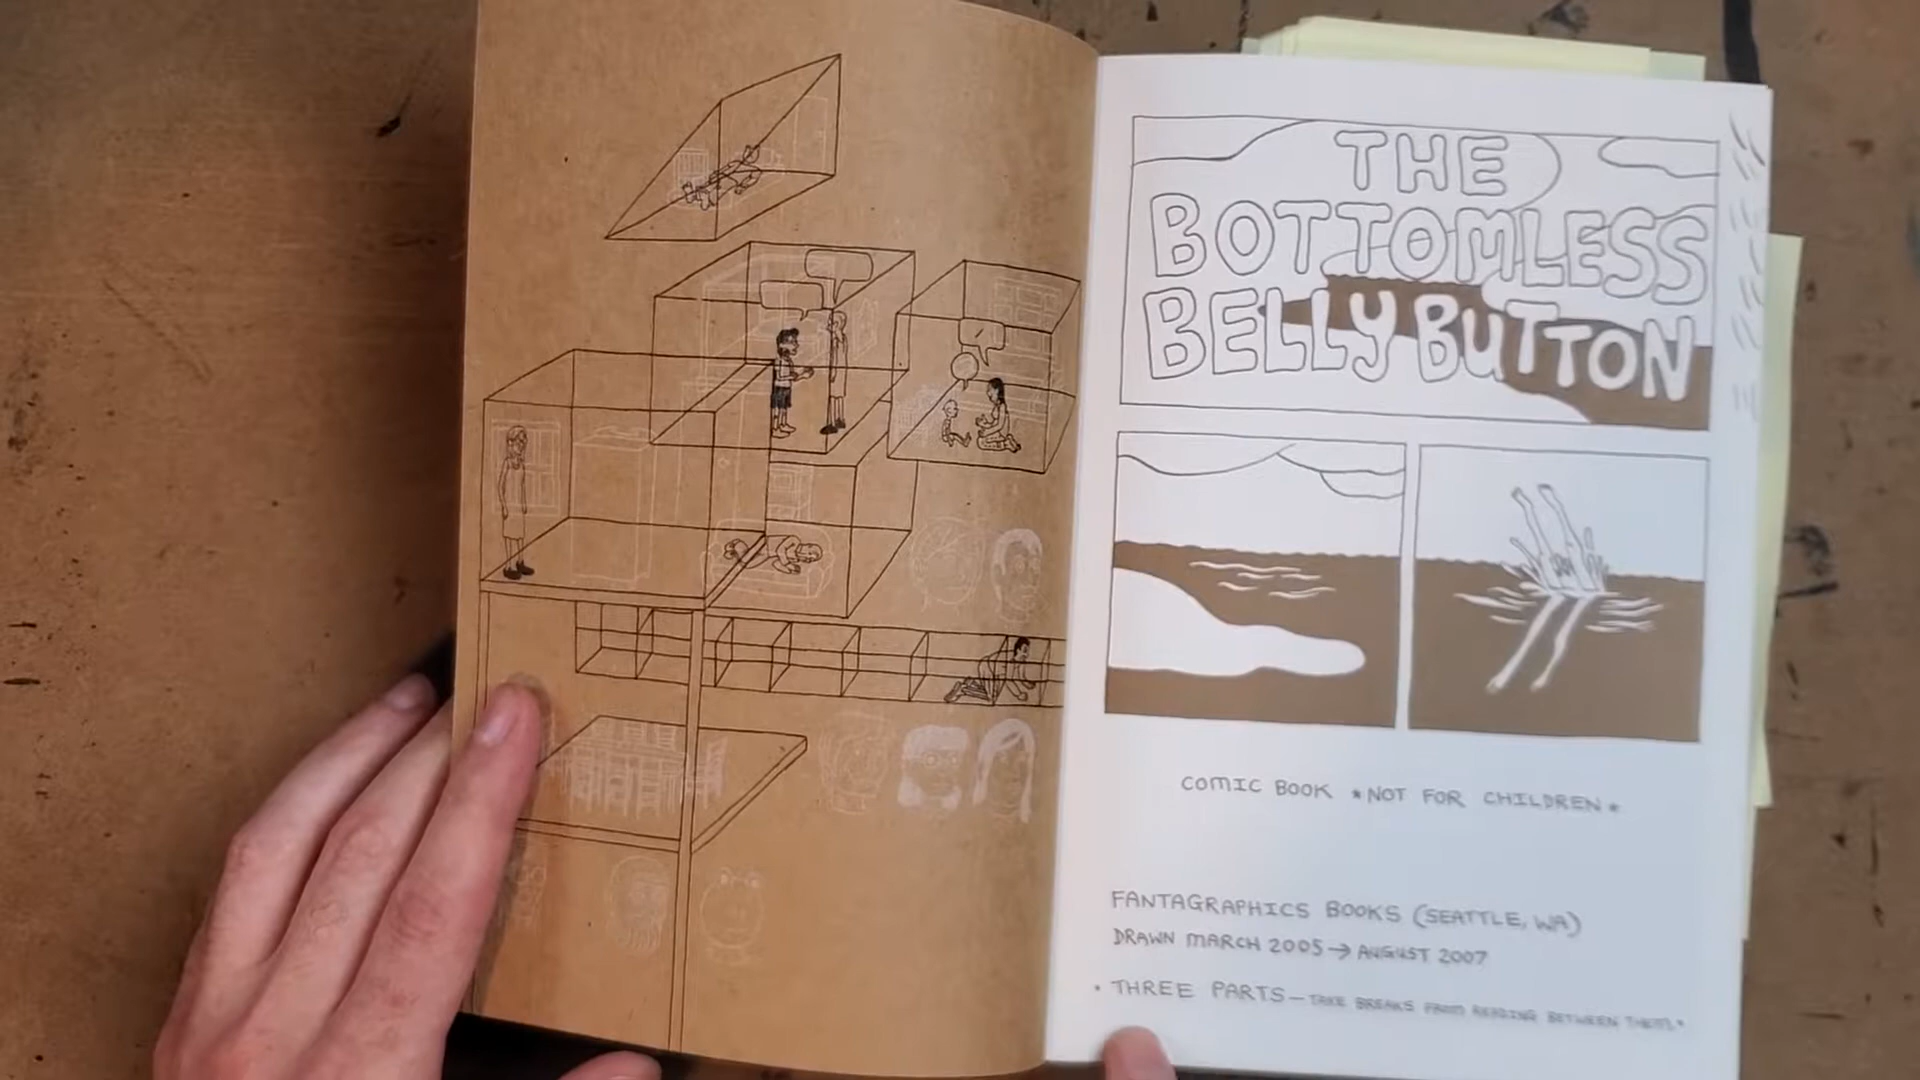 THE
BOTTOMLESS
BELLY BUTTON
COMIC BOOK *NOT FOR CHILDREN*
FANTAGRAPHICS BOOKS (SEATTLE, WA)
DRAWN MARCH 2005 → AUGUST 2007
• THREE PARTS — TAKE BREAKS FROM READING BETWEEN THEM.•